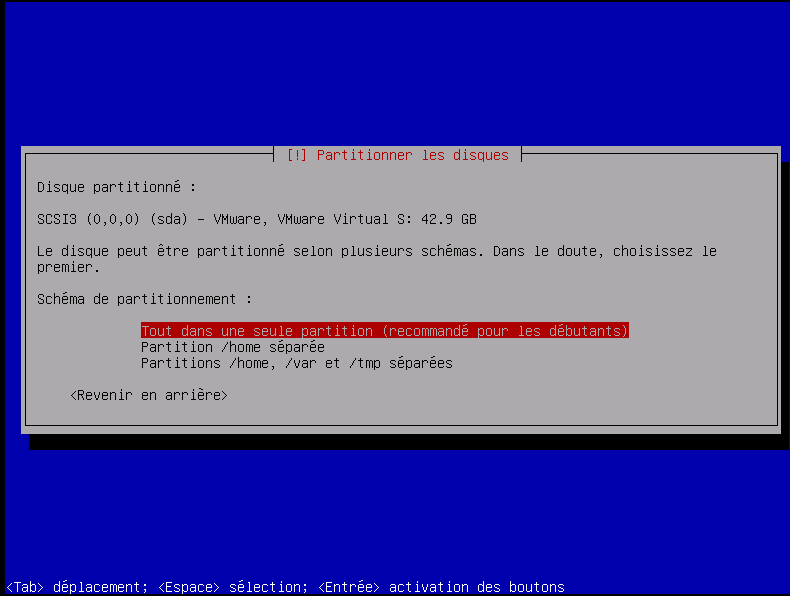 [!] Partitionner les disques
Disque partitionné :
SCSI3 (0,0,0) (sda) - VMware, VMware Virtual S: 42.9 GB
Le disque peut être partitionné selon plusieurs schémas. Dans le doute, choisissez le
premier.
Schéma de partitionnement :
Tout dans une seule partition (recommandé pour les débutants)
Partition /home séparée
Partitions /home, /var et /tmp séparées
<Revenir en arrière>
<Tab> déplacement; <Espace> sélection; <Entrée> activation des boutons